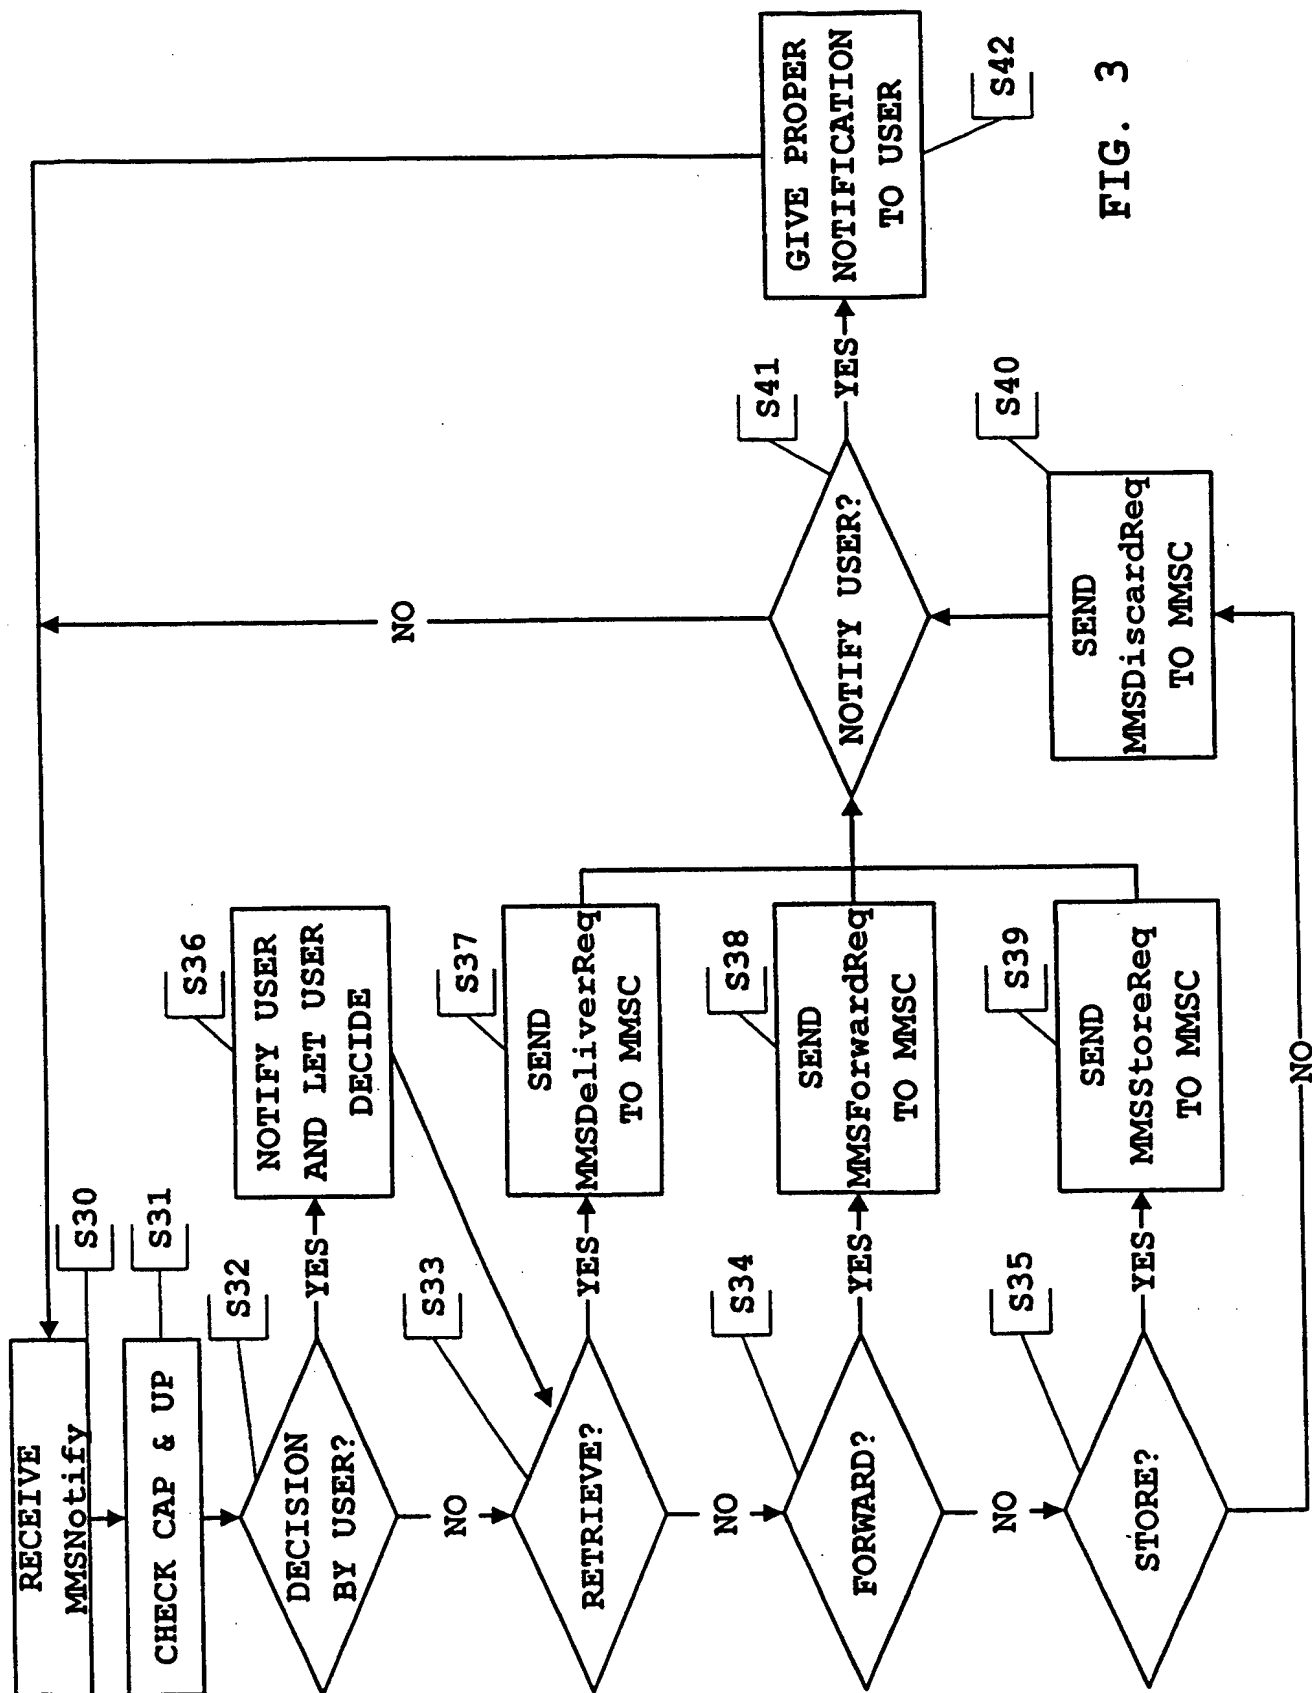 RECEIVE
MMSNotify
S30
CHECK CAP & UP
S31
DECISION
BY USER?
S32
YES
NO
NOTIFY USER
AND LET USER
DECIDE
S36
RETRIEVE?
S33
YES
NO
SEND
MMSDeliverReq
TO MMSC
S37
FORWARD?
S34
YES
NO
SEND
MMSForwardReq
TO MMSC
S38
STORE?
S35
YES
NO
SEND
MMSStoreReq
TO MMSC
S39
SEND
MMSDiscardReq
TO MMSC
S40
NOTIFY USER?
S41
NO
YES
GIVE PROPER
NOTIFICATION
TO USER
S42
FIG. 3